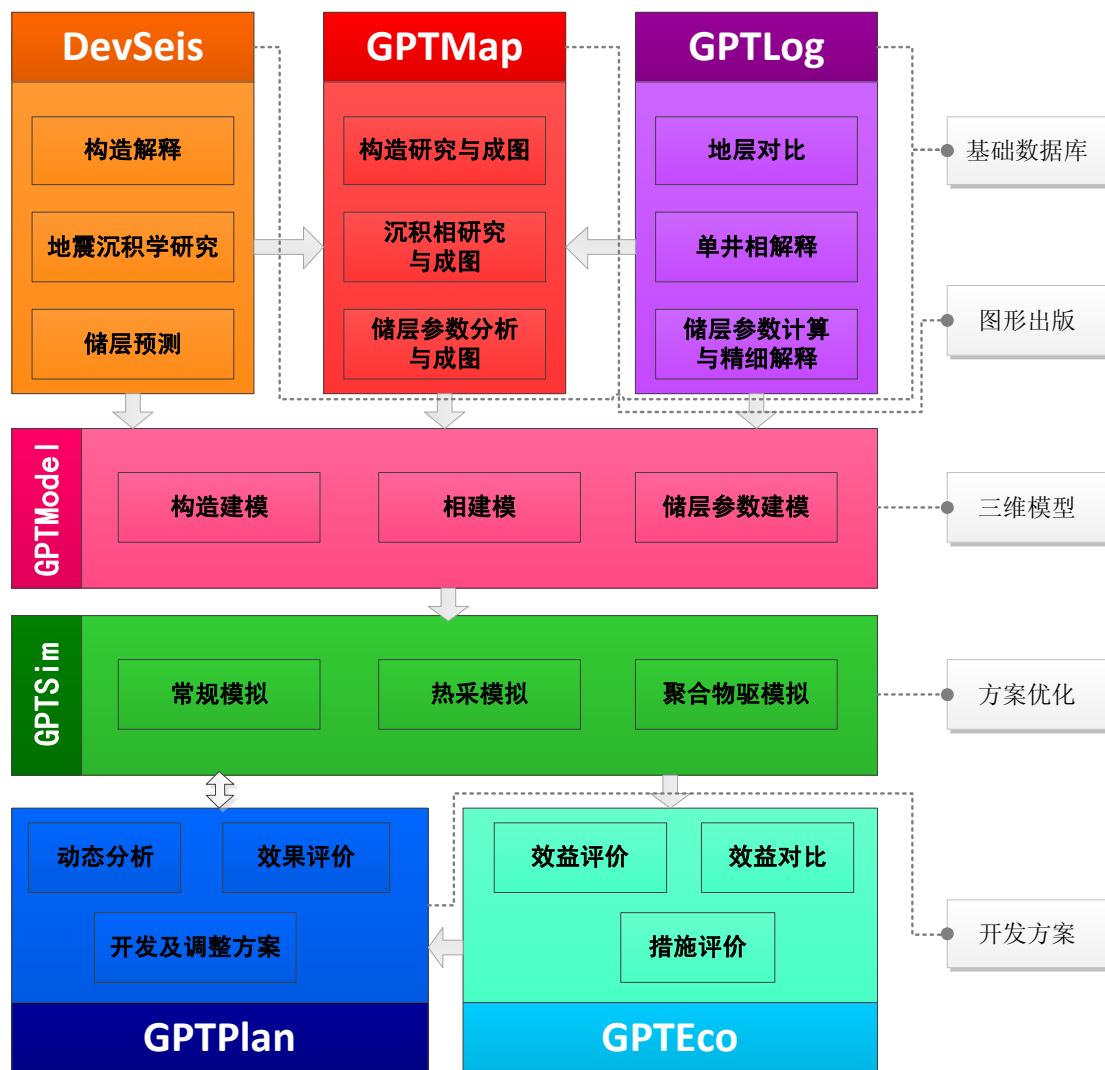 DevSeis
GPTMap
GPTLog
构造解释
构造研究与成图
地层对比
基础数据库
地震沉积学研究
沉积相研究
与成图
单井相解释
储层预测
储层参数分析
与成图
储层参数计算
与精细解释
图形出版
GPTModel
构造建模
相建模
储层参数建模
三维模型
GPTSim
常规模拟
热采模拟
聚合物驱模拟
方案优化
动态分析
效果评价
开发及调整方案
GPTPlan
效益评价
效益对比
措施评价
GPTEco
开发方案